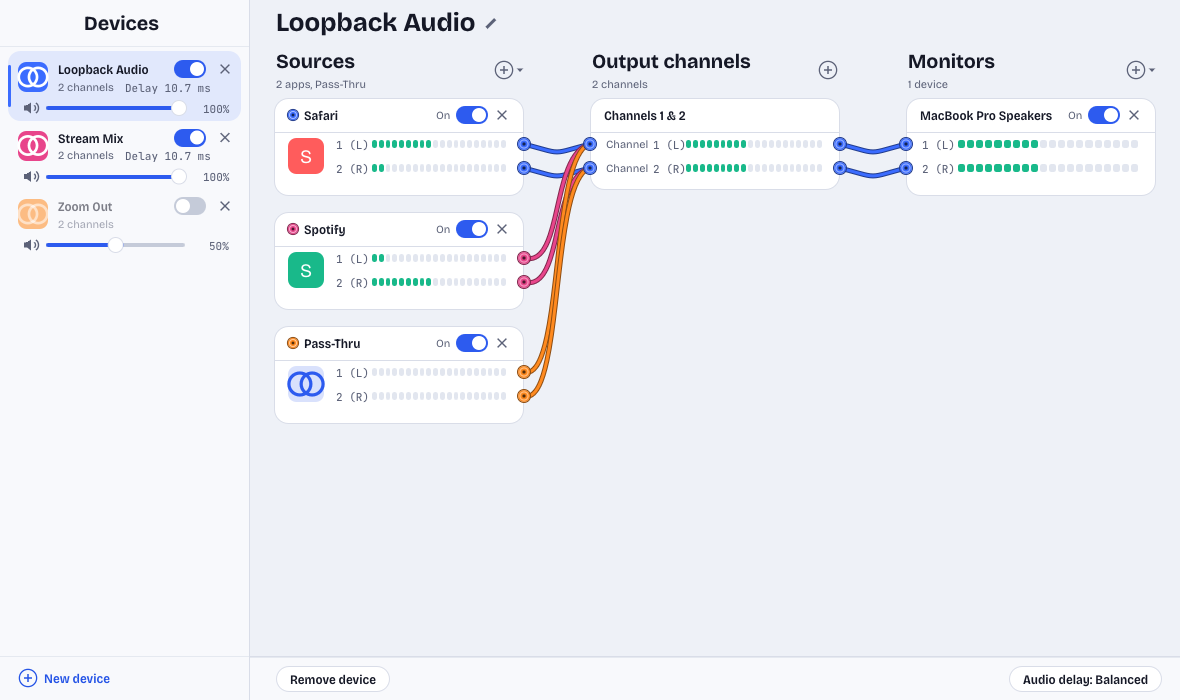 Devices
Loopback Audio
2 channels Delay 10.7 ms
100%
Stream Mix
2 channels Delay 10.7 ms
100%
Zoom Out
2 channels
50%
New device
Loopback Audio
Sources
2 apps, Pass-Thru
Safari On
S
1 (L)
2 (R)
Spotify On
S
1 (L)
2 (R)
Pass-Thru On
1 (L)
2 (R)
Output channels
2 channels
Channels 1 & 2
Channel 1 (L)
Channel 2 (R)
Monitors
1 device
MacBook Pro Speakers On
1 (L)
2 (R)
Remove device
Audio delay: Balanced